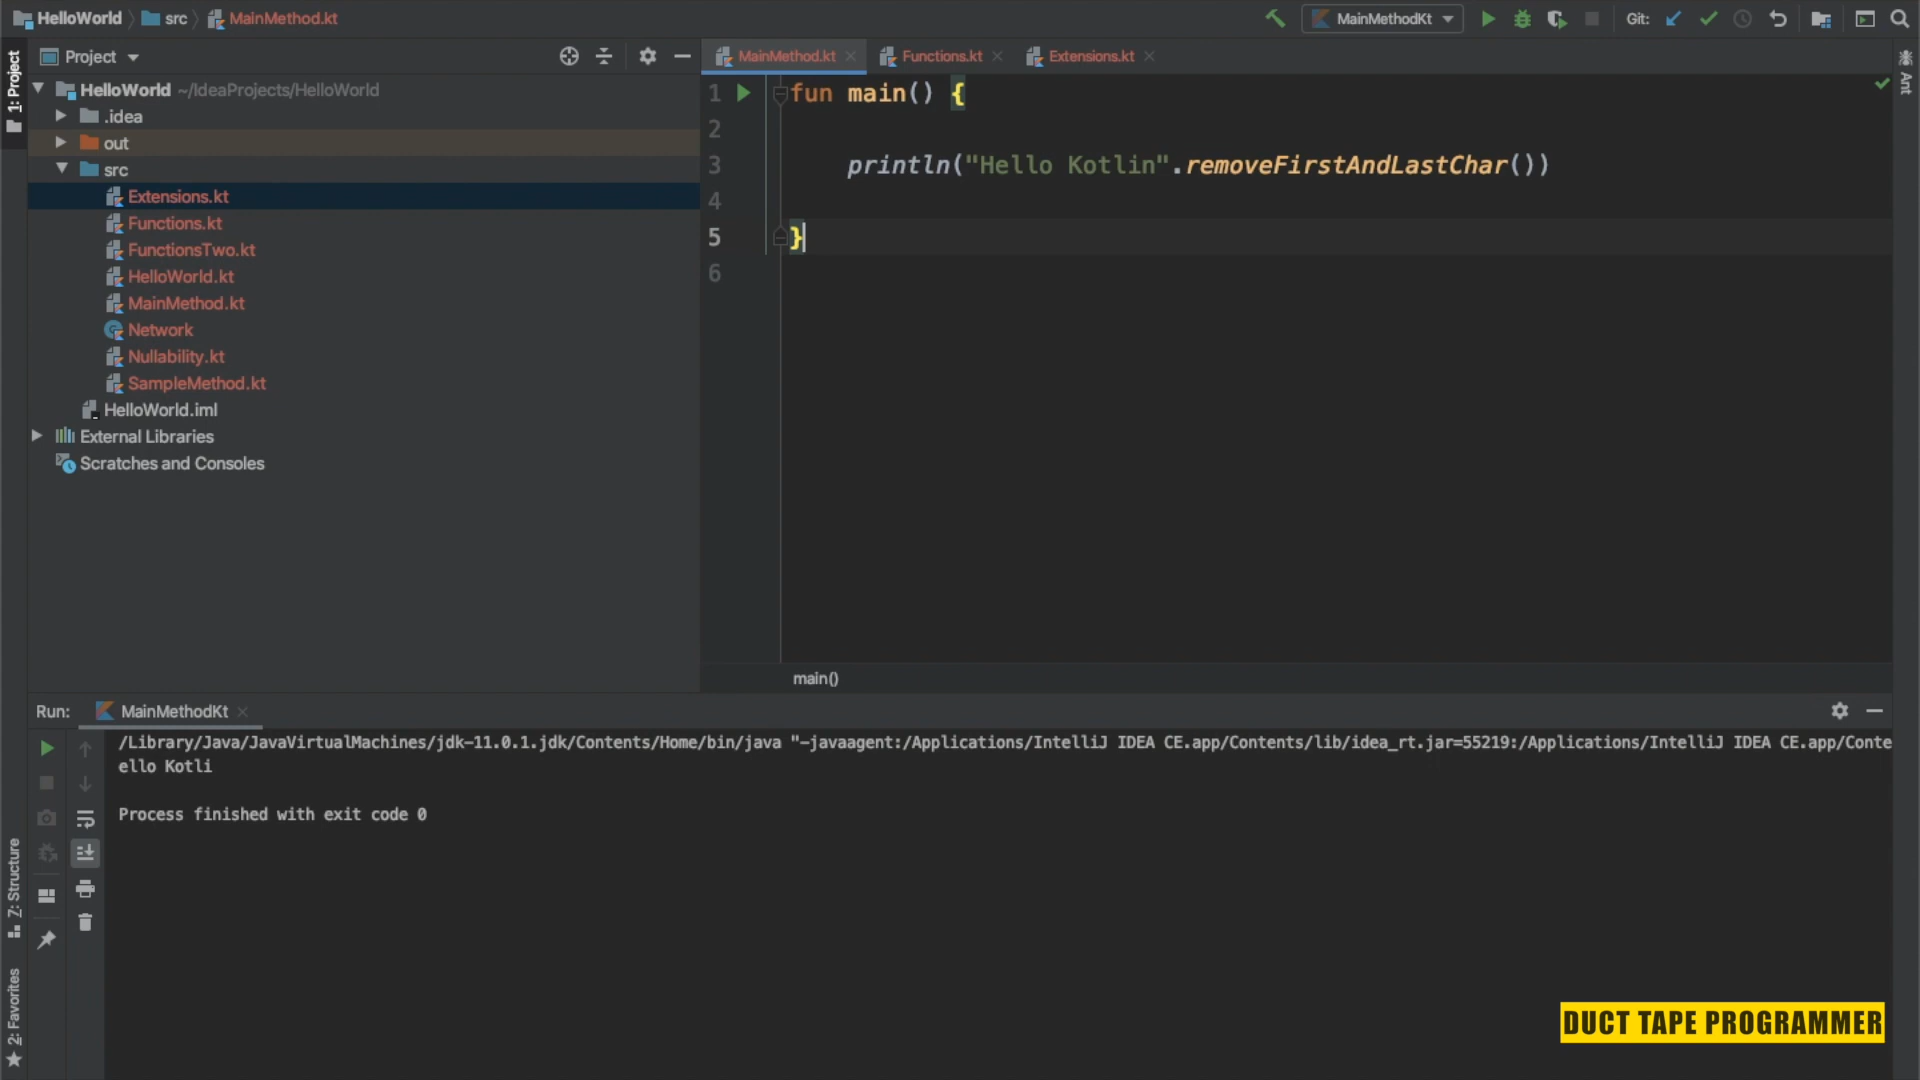 HelloWorld src MainMethod.kt MainMethodKt Git:
1: Project
Project
HelloWorld ~/IdeaProjects/HelloWorld
.idea
out
src
Extensions.kt
Functions.kt
FunctionsTwo.kt
HelloWorld.kt
MainMethod.kt
Network
Nullability.kt
SampleMethod.kt
HelloWorld.iml
External Libraries
Scratches and Consoles
MainMethod.kt Functions.kt Extensions.kt
1 fun main() {
2
3 println("Hello Kotlin".removeFirstAndLastChar())
4
5 }
6
main()
Ant
Run: MainMethodKt
/Library/Java/JavaVirtualMachines/jdk-11.0.1.jdk/Contents/Home/bin/java "-javaagent:/Applications/IntelliJ IDEA CE.app/Contents/lib/idea_rt.jar=55219:/Applications/IntelliJ IDEA CE.app/Conte
ello Kotli
Process finished with exit code 0
Z: Structure
2: Favorites
DUCT TAPE PROGRAMMER